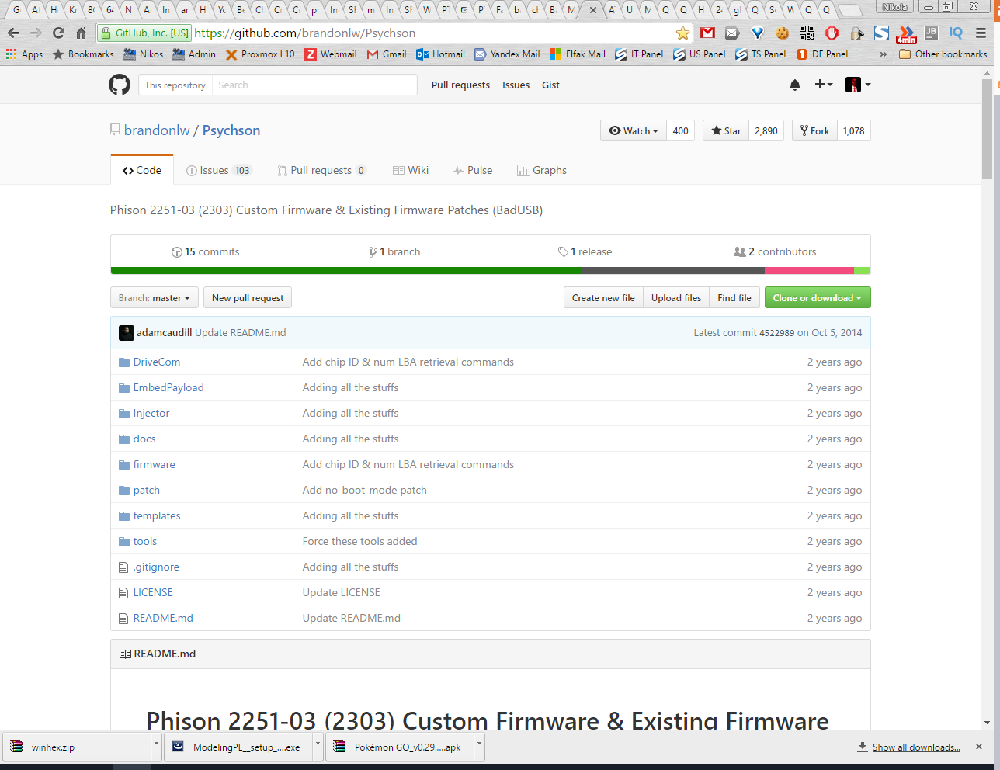 Nikola
GitHub, Inc. [US] https://github.com/brandonlw/Psychson
4mn JB IQ
Apps Bookmarks Nikos Admin Proxmox L10 Webmail Gmail Hotmail Yandex Mail Elfak Mail IT Panel US Panel TS Panel DE Panel » Other bookmarks
This repository Search Pull requests Issues Gist
brandonlw / Psychson Watch 400 Star 2,890 Fork 1,078
Code Issues 103 Pull requests 0 Wiki Pulse Graphs
Phison 2251-03 (2303) Custom Firmware & Existing Firmware Patches (BadUSB)
15 commits 1 branch 1 release 2 contributors
Branch: master New pull request Create new file Upload files Find file Clone or download
adamcaudill Update README.md Latest commit 4522989 on Oct 5, 2014
DriveCom Add chip ID & num LBA retrieval commands 2 years ago
EmbedPayload Adding all the stuffs 2 years ago
Injector Adding all the stuffs 2 years ago
docs Adding all the stuffs 2 years ago
firmware Add chip ID & num LBA retrieval commands 2 years ago
patch Add no-boot-mode patch 2 years ago
templates Adding all the stuffs 2 years ago
tools Force these tools added 2 years ago
.gitignore Adding all the stuffs 2 years ago
LICENSE Update LICENSE 2 years ago
README.md Update README.md 2 years ago
README.md
Phison 2251-03 (2303) Custom Firmware & Existing Firmware
winhex.zip ModelingPE__setup_....exe Pokémon GO_v0.29.....apk Show all downloads...